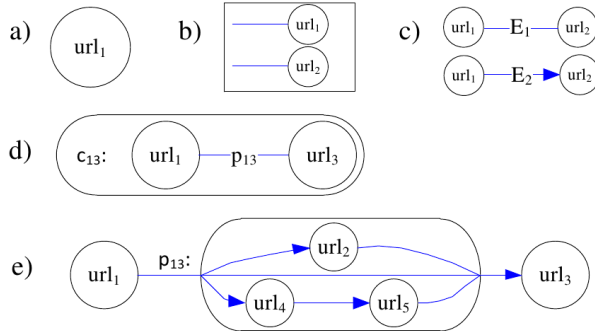 a) url₁
b) url₁
url₂
c) url₁ E₁ url₂
url₁ E₂ url₂
d) c₁₃: url₁ p₁₃ url₃
e) url₁ p₁₃: url₂ url₃
url₄ url₅